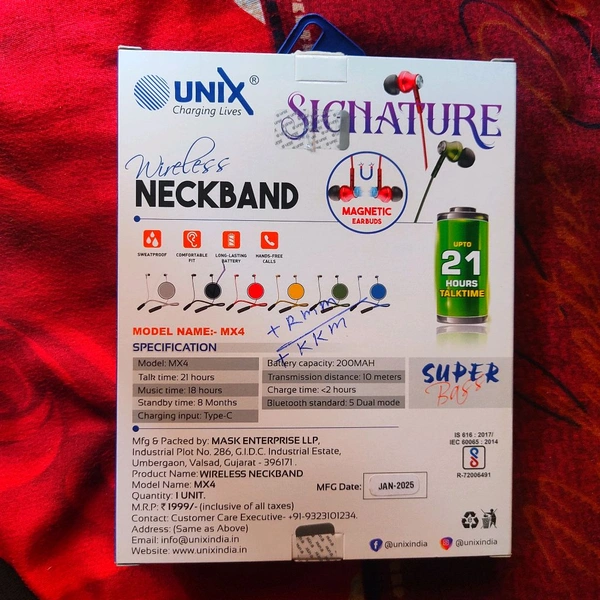 UNIX®
Charging Lives
SIGNATURE
Wireless
NECKBAND
MAGNETIC
EARBUDS
UPTO
21
HOURS
TALKTIME
SWEATPROOF
COMFORTABLE
FIT
LONG-LASTING
BATTERY
HANDS-FREE
CALLS
+ RMM
+ KKM
MODEL NAME:- MX4
SPECIFICATION
Model: MX4
Talk time: 21 hours
Music time: 18 hours
Standby time: 8 Months
Charging input: Type-C
Battery capacity: 200MAH
Transmission distance: 10 meters
Charge time: <2 hours
Bluetooth standard: 5 Dual mode
SUPER
Bass
Mfg & Packed by: MASK ENTERPRISE LLP,
Industrial Plot No. 286, G.I.D.C. Industrial Estate,
Umbergaon, Valsad, Gujarat - 396171.
Product Name: WIRELESS NECKBAND
Model Name: MX4
Quantity: 1 UNIT.
M.R.P: ₹ 1999/- (inclusive of all taxes)
Contact: Customer Care Executive- +91-9323101234.
Address: (Same as Above)
Email: info@unixindia.in
Website: www.unixindia.in
MFG Date: JAN-2025
IS 616 : 2017/
IEC 60065 : 2014
R-72006491
@unixindia
@unixindia